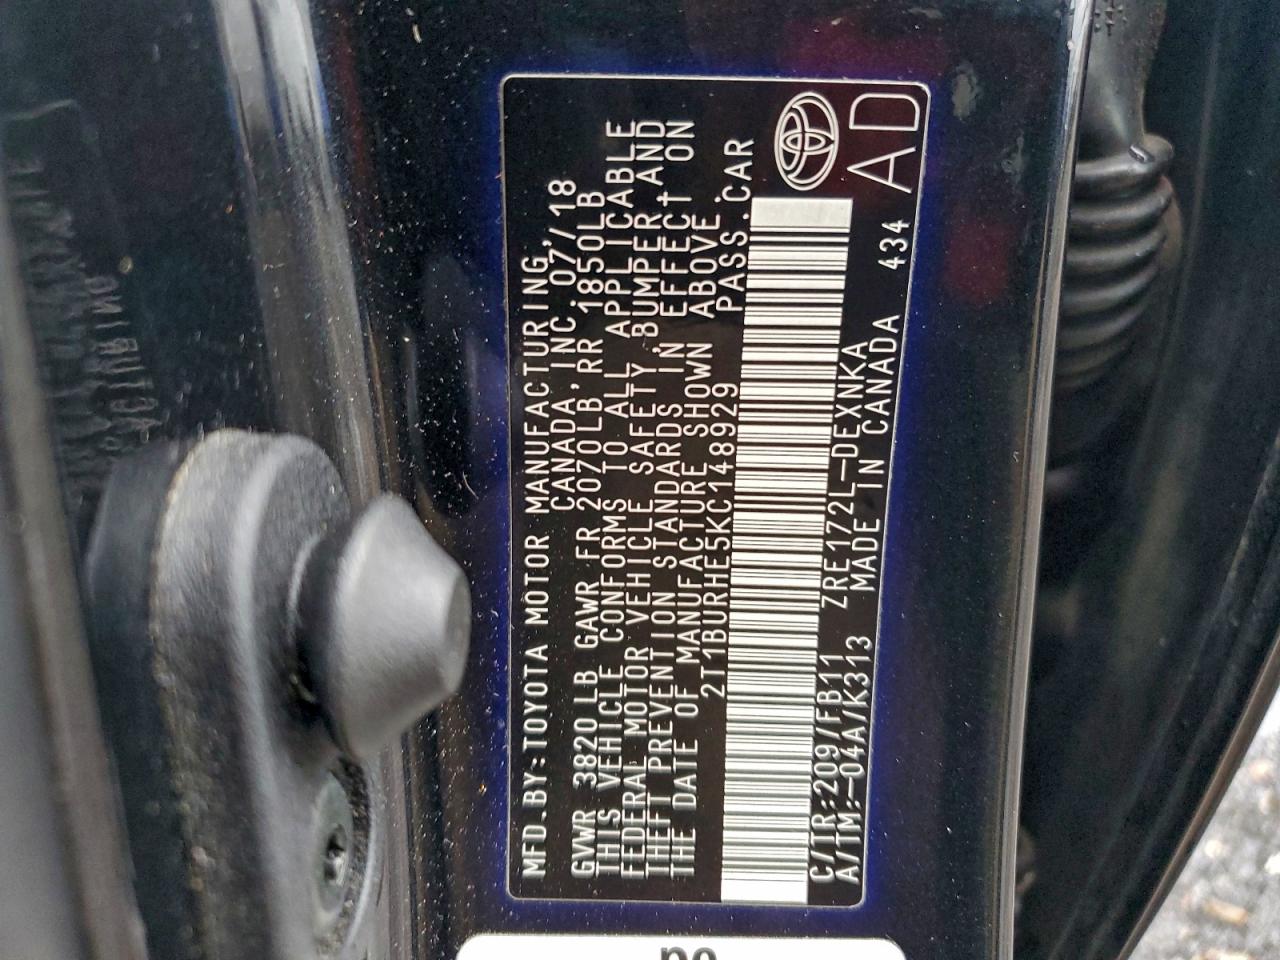 MFD.BY:TOYOTA MOTOR MANUFACTURING,
CANADA,INC.07/18
GVWR 3820 LB GAWR FR 2070LB,RR 1850LB
THIS VEHICLE CONFORMS TO ALL APPLICABLE
FEDERAL MOTOR VEHICLE SAFETY, BUMPER,AND
THEFT PREVENTION STANDARDS IN EFFECT ON
THE DATE OF MANUFACTURE SHOWN ABOVE.
2T1BURHE5KC148929 PASS.CAR
C/TR:209/FB11 ZRE172L-DEXNKA
A/TM:-04A/K313 MADE IN CANADA 434
AD